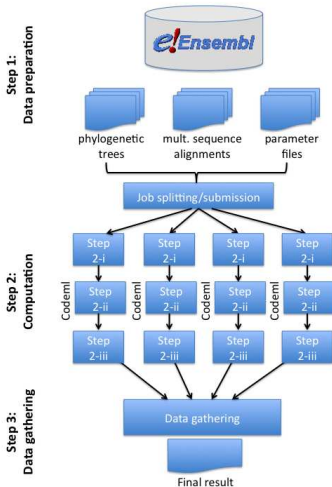 Step 1:
Data preparation
e!Ensembl
phylogenetic
trees
mult. sequence
alignments
parameter
files
Job splitting/submission
Step 2:
Computation
Step
2-i
Step
2-i
Step
2-i
Step
2-i
Codeml
Codeml
Codeml
Codeml
Step
2-ii
Step
2-ii
Step
2-ii
Step
2-ii
Step
2-iii
Step
2-iii
Step
2-iii
Step
2-iii
Step 3:
Data gathering
Data gathering
Final result